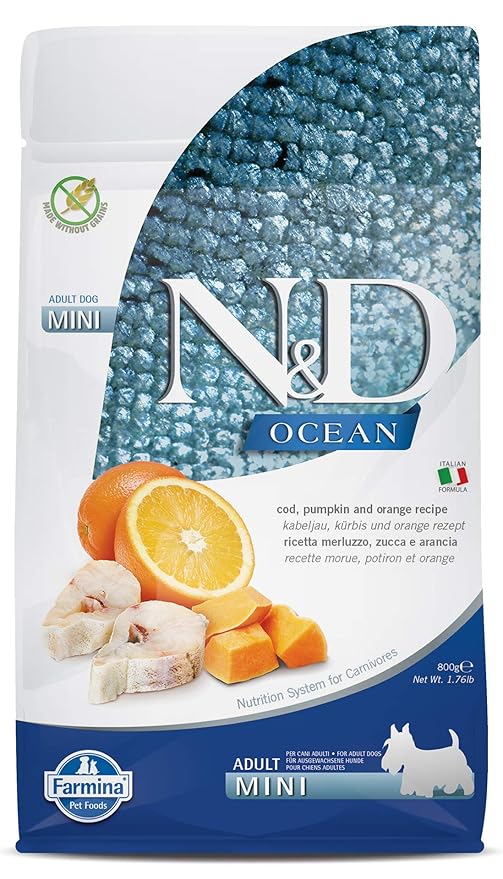 MADE WITHOUT GRAINS
ADULT DOG
MINI
N&D
OCEAN
ITALIAN
FORMULA
cod, pumpkin and orange recipe
kabeljau, kürbis und orange rezept
ricetta merluzzo, zucca e arancia
recette morue, potiron et orange
800g℮
Net Wt. 1.76lb
Nutrition System for Carnivores
ADULT
PER CANI ADULTI • FOR ADULT DOGS
FÜR AUSGEWACHSENE HUNDE
POUR CHIENS ADULTES
MINI
Farmina®
Pet Foods